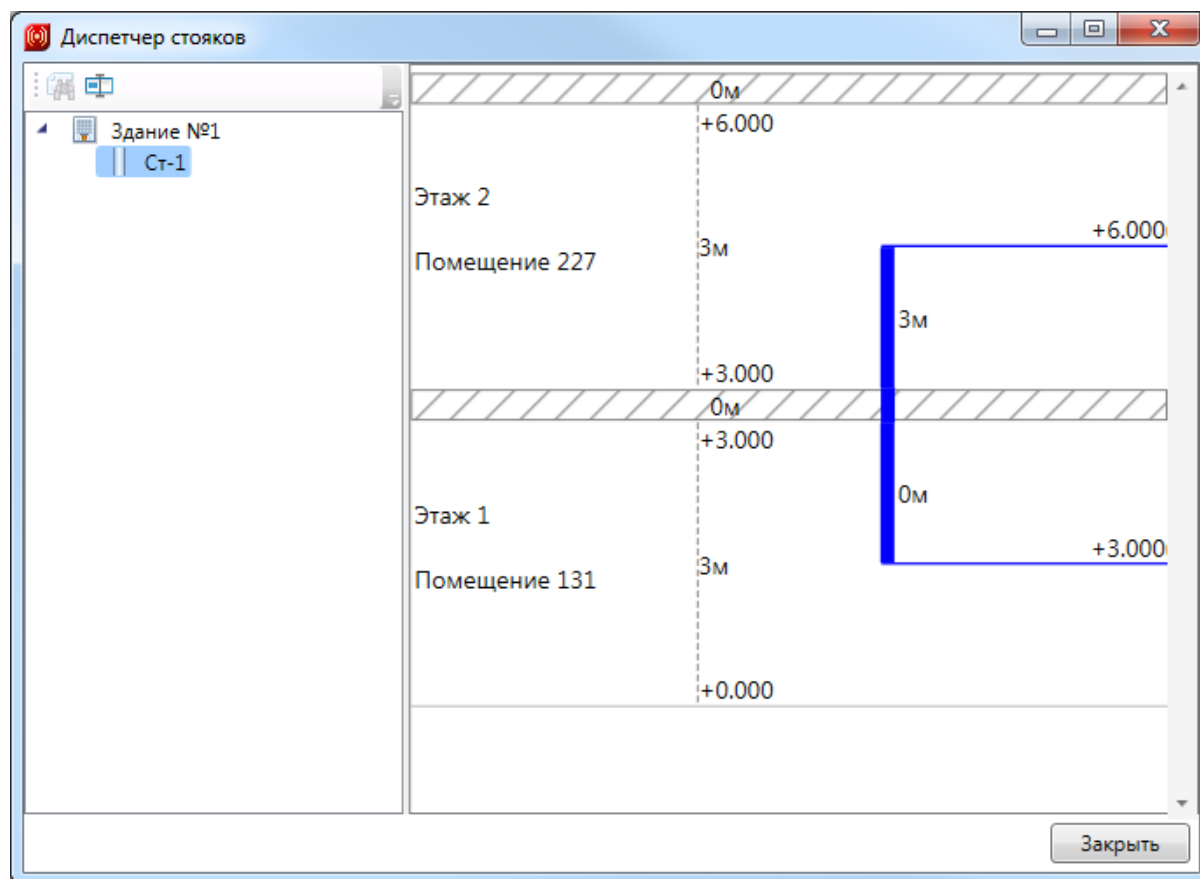 Диспетчер стояков
Здание №1
Ст-1
0м
+6.000
Этаж 2
+6.000
3м
Помещение 227
3м
+3.000
0м
+3.000
0м
Этаж 1
+3.000
3м
Помещение 131
+0.000
Закрыть